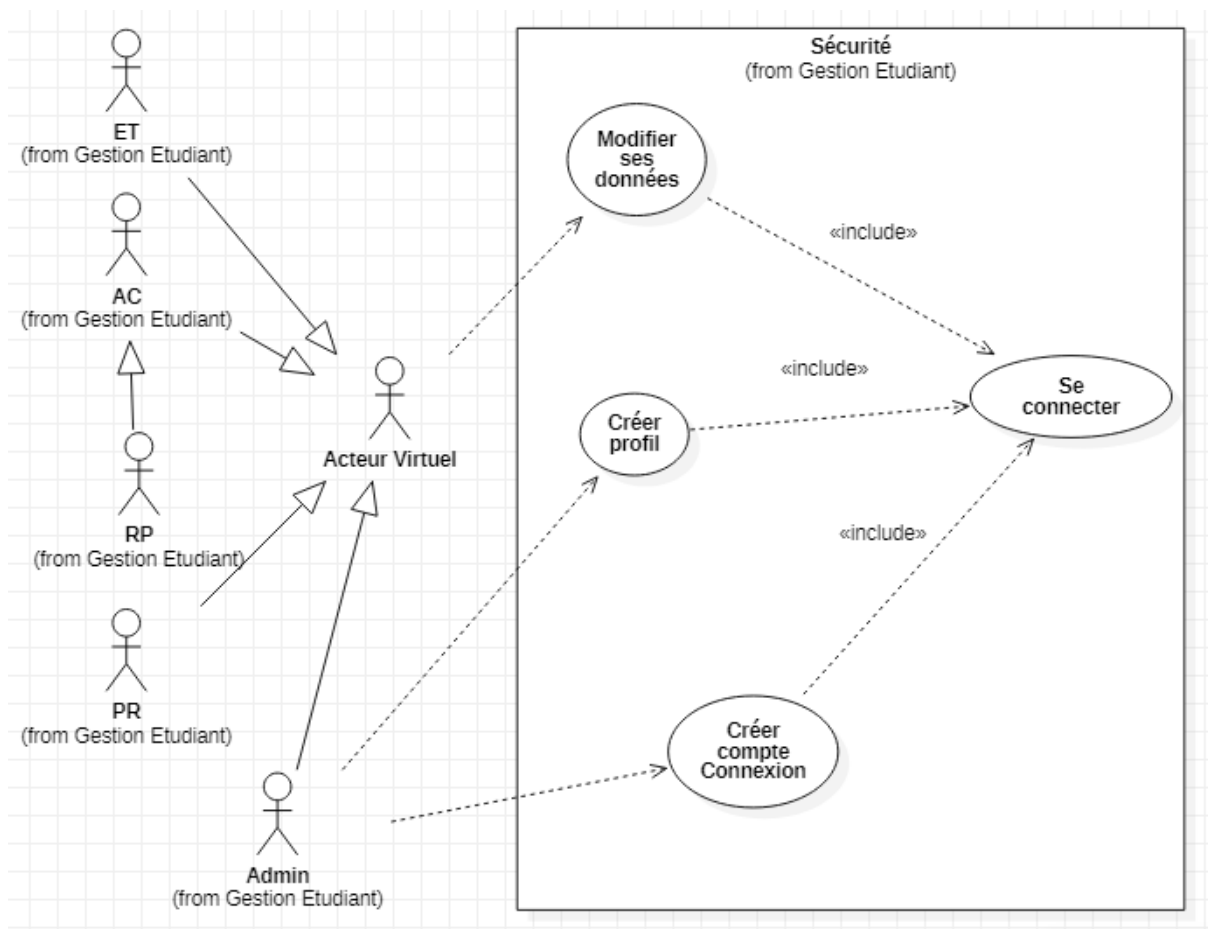 ET
(from Gestion Etudiant)
AC
(from Gestion Etudiant)
RP
(from Gestion Etudiant)
PR
(from Gestion Etudiant)
Admin
(from Gestion Etudiant)
Acteur Virtuel
Sécurité
(from Gestion Etudiant)
Modifier
ses
données
«include»
Créer
profil
«include»
Se
connecter
«include»
Créer
compte
Connexion